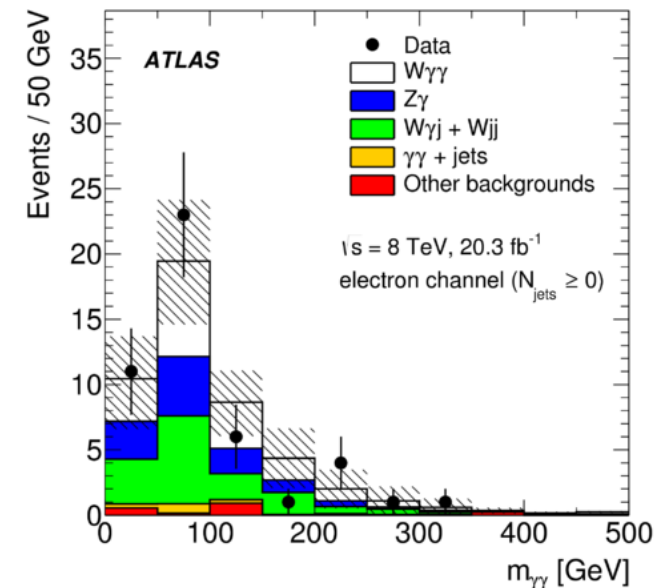 Events / 50 GeV
35
30
25
20
15
10
5
0
ATLAS
Data
Wγγ
Zγ
Wγj + Wjj
γγ + jets
Other backgrounds
√s = 8 TeV, 20.3 fb⁻¹
electron channel (N_jets ≥ 0)
0 100 200 300 400 500
m_γγ [GeV]